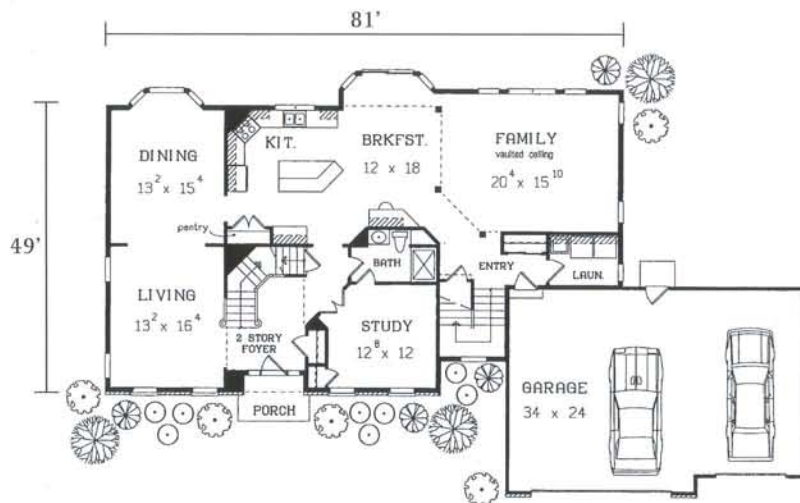 81'
49'
DINING
13² x 15⁴
KIT.
BRKFST.
12 x 18
FAMILY
vaulted ceiling
20⁴ x 15¹⁰
pantry
LIVING
13² x 16⁴
2 STORY
FOYER
BATH
ENTRY
LAUN.
STUDY
12⁸ x 12
PORCH
GARAGE
34 x 24